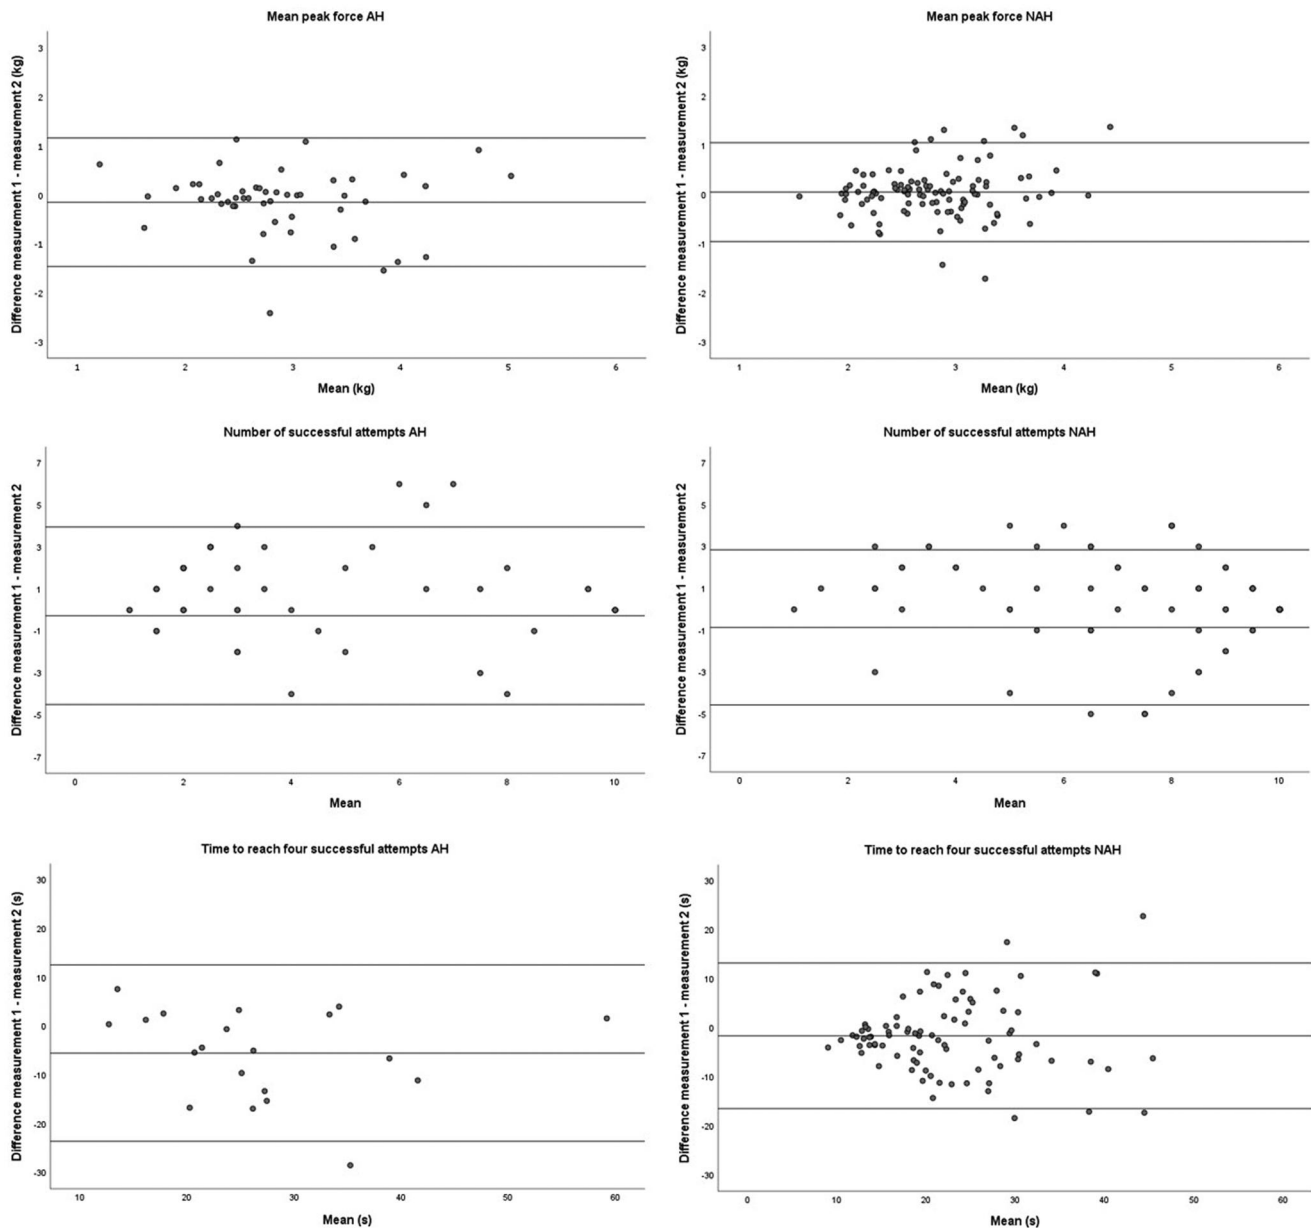 Mean peak force AH
Difference measurement 1 - measurement 2 (kg)
3
2
1
0
-1
-2
-3
1 2 3 4 5 6
Mean (kg)
Mean peak force NAH
Difference measurement 1 - measurement 2 (kg)
3
2
1
0
-1
-2
-3
1 2 3 4 5 6
Mean (kg)
Number of successful attempts AH
Difference measurement 1 - measurement 2
7
5
3
1
-1
-3
-5
-7
0 2 4 6 8 10
Mean
Number of successful attempts NAH
Difference measurement 1 - measurement 2
7
5
3
1
-1
-3
-5
-7
0 2 4 6 8 10
Mean
Time to reach four successful attempts AH
Difference measurement 1 - measurement 2 (s)
30
20
10
0
-10
-20
-30
10 20 30 40 50 60
Mean (s)
Time to reach four successful attempts NAH
Difference measurement 1 - measurement 2 (s)
30
20
10
0
-10
-20
-30
0 10 20 30 40 50 60
Mean (s)